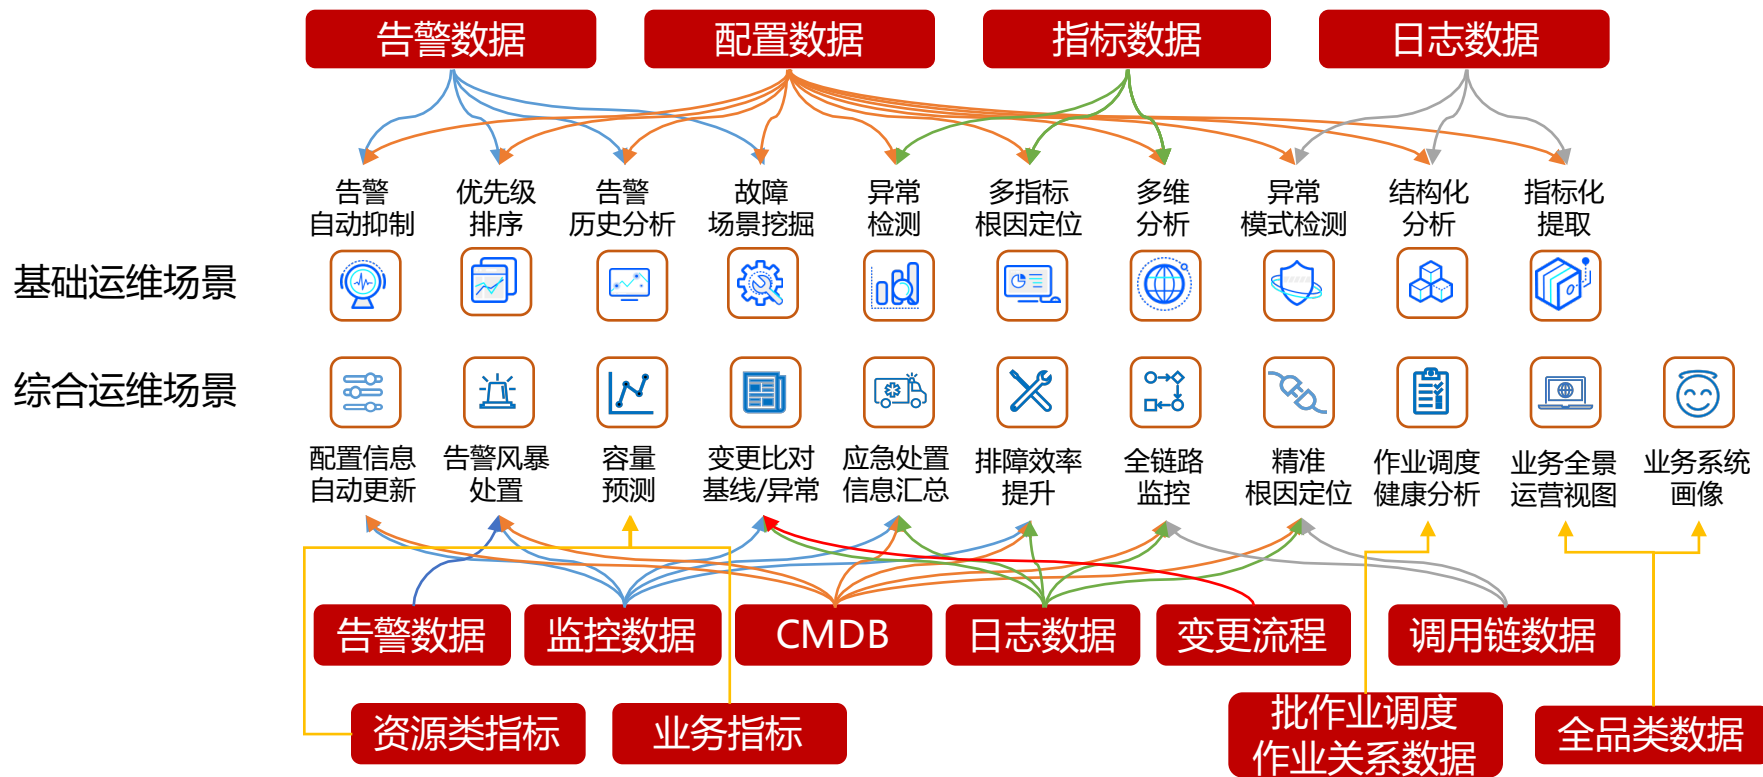 告警数据
配置数据
指标数据
日志数据
告警
自动抑制
优先级
排序
告警
历史分析
故障
场景挖掘
异常
检测
多指标
根因定位
多维
分析
异常
模式检测
结构化
分析
指标化
提取
基础运维场景
综合运维场景
配置信息
自动更新
告警风暴
处置
容量
预测
变更比对
基线/异常
应急处置
信息汇总
排障效率
提升
全链路
监控
精准
根因定位
作业调度
健康分析
业务全景
运营视图
业务系统
画像
告警数据
监控数据
CMDB
日志数据
变更流程
调用链数据
资源类指标
业务指标
批作业调度
作业关系数据
全品类数据